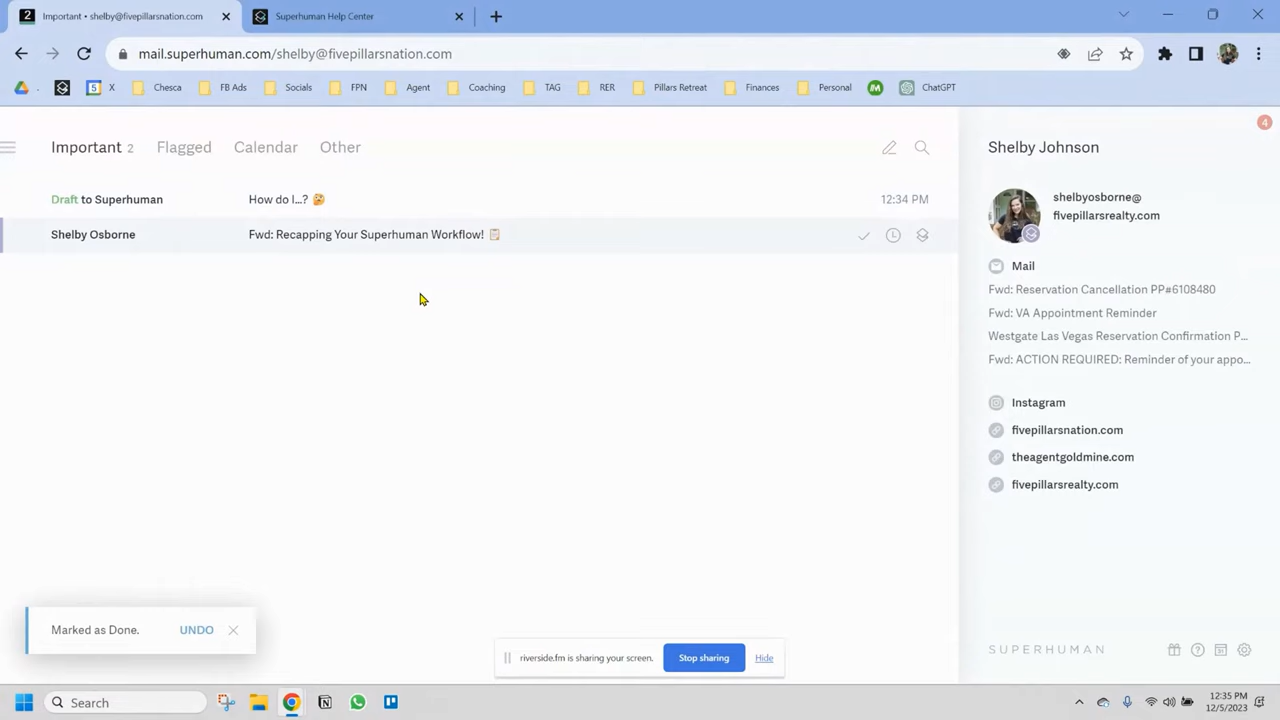 2 Important • shelby@fivepillarsnation.com
Superhuman Help Center
mail.superhuman.com/shelby@fivepillarsnation.com
5 X Chesca FB Ads Socials FPN Agent Coaching TAG RER Pillars Retreat Finances Personal ChatGPT
4
Important 2 Flagged Calendar Other
Draft to Superhuman How do I...? 🤔 12:34 PM
Shelby Osborne Fwd: Recapping Your Superhuman Workflow! 📋
Shelby Johnson
shelbyosborne@
fivepillarsrealty.com
Mail
Fwd: Reservation Cancellation PP#6108480
Fwd: VA Appointment Reminder
Westgate Las Vegas Reservation Confirmation P...
Fwd: ACTION REQUIRED: Reminder of your appo...
Instagram
fivepillarsnation.com
theagentgoldmine.com
fivepillarsrealty.com
Marked as Done. UNDO
riverside.fm is sharing your screen. Stop sharing Hide
SUPERHUMAN
Search
12:35 PM
12/5/2023